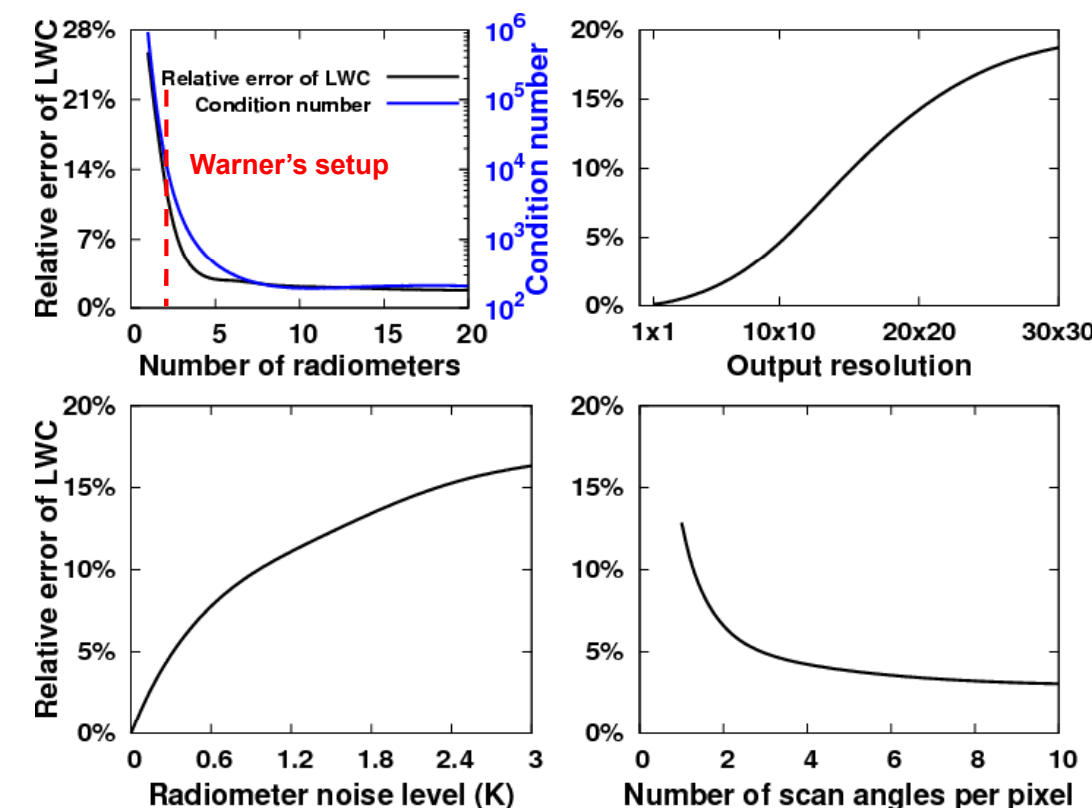 Relative error of LWC
28%
21%
14%
7%
0%
Relative error of LWC
Condition number
Warner's setup
10^6
10^5
10^4
10^3
10^2
Condition number
0 5 10 15 20
Number of radiometers
20%
15%
10%
5%
0%
1x1 10x10 20x20 30x30
Output resolution
Relative error of LWC
20%
15%
10%
5%
0%
0 0.6 1.2 1.8 2.4 3
Radiometer noise level (K)
20%
15%
10%
5%
0%
0 2 4 6 8 10
Number of scan angles per pixel